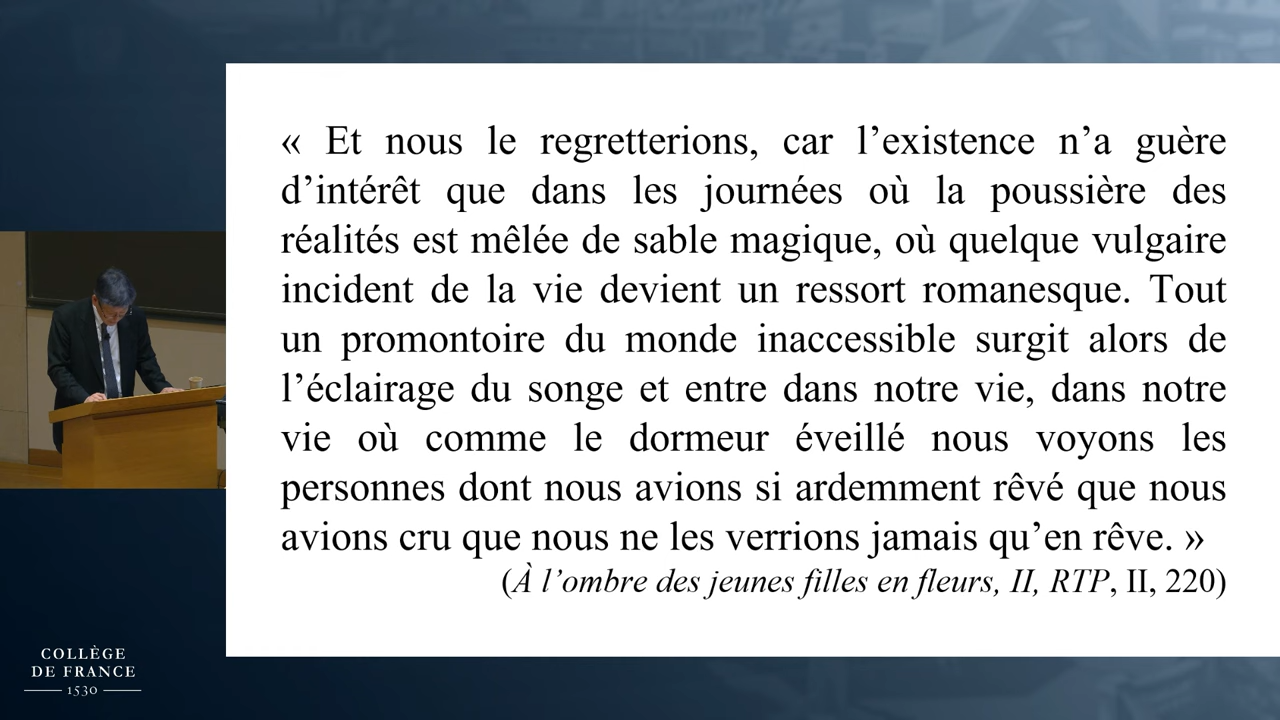 « Et nous le regretterions, car l’existence n’a guère
d’intérêt que dans les journées où la poussière des
réalités est mêlée de sable magique, où quelque vulgaire
incident de la vie devient un ressort romanesque. Tout
un promontoire du monde inaccessible surgit alors de
l’éclairage du songe et entre dans notre vie, dans notre
vie où comme le dormeur éveillé nous voyons les
personnes dont nous avions si ardemment rêvé que nous
avions cru que nous ne les verrions jamais qu’en rêve. »
(À l’ombre des jeunes filles en fleurs, II, RTP, II, 220)
COLLÈGE
DE FRANCE
1530